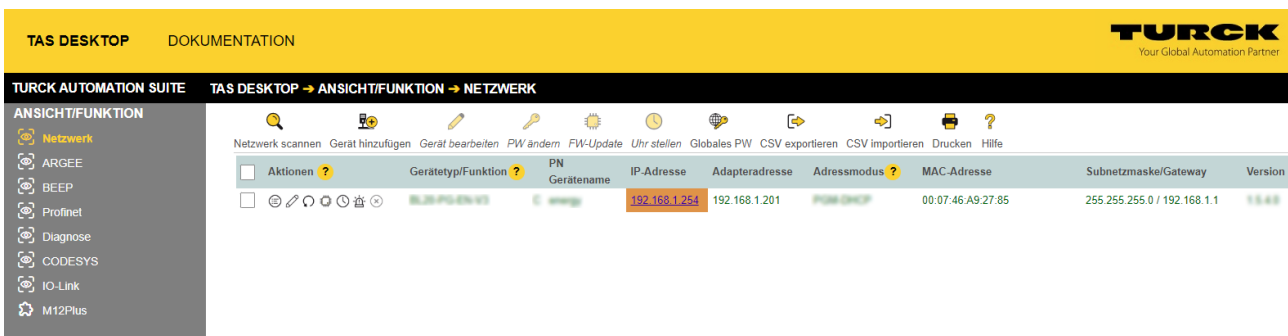 TAS DESKTOP DOKUMENTATION
TURCK
Your Global Automation Partner
TURCK AUTOMATION SUITE TAS DESKTOP → ANSICHT/FUNKTION → NETZWERK
ANSICHT/FUNKTION
Netzwerk
ARGEE
BEEP
Profinet
Diagnose
CODESYS
IO-Link
M12Plus
Netzwerk scannen Gerät hinzufügen Gerät bearbeiten PW ändern FW-Update Uhr stellen Globales PW CSV exportieren CSV importieren Drucken Hilfe
Aktionen ? Gerätetyp/Funktion ? PN Gerätename IP-Adresse Adapteradresse Adressmodus ? MAC-Adresse Subnetzmaske/Gateway Version
192.168.1.254 192.168.1.201 00:07:46:A9:27:85 255.255.255.0 / 192.168.1.1